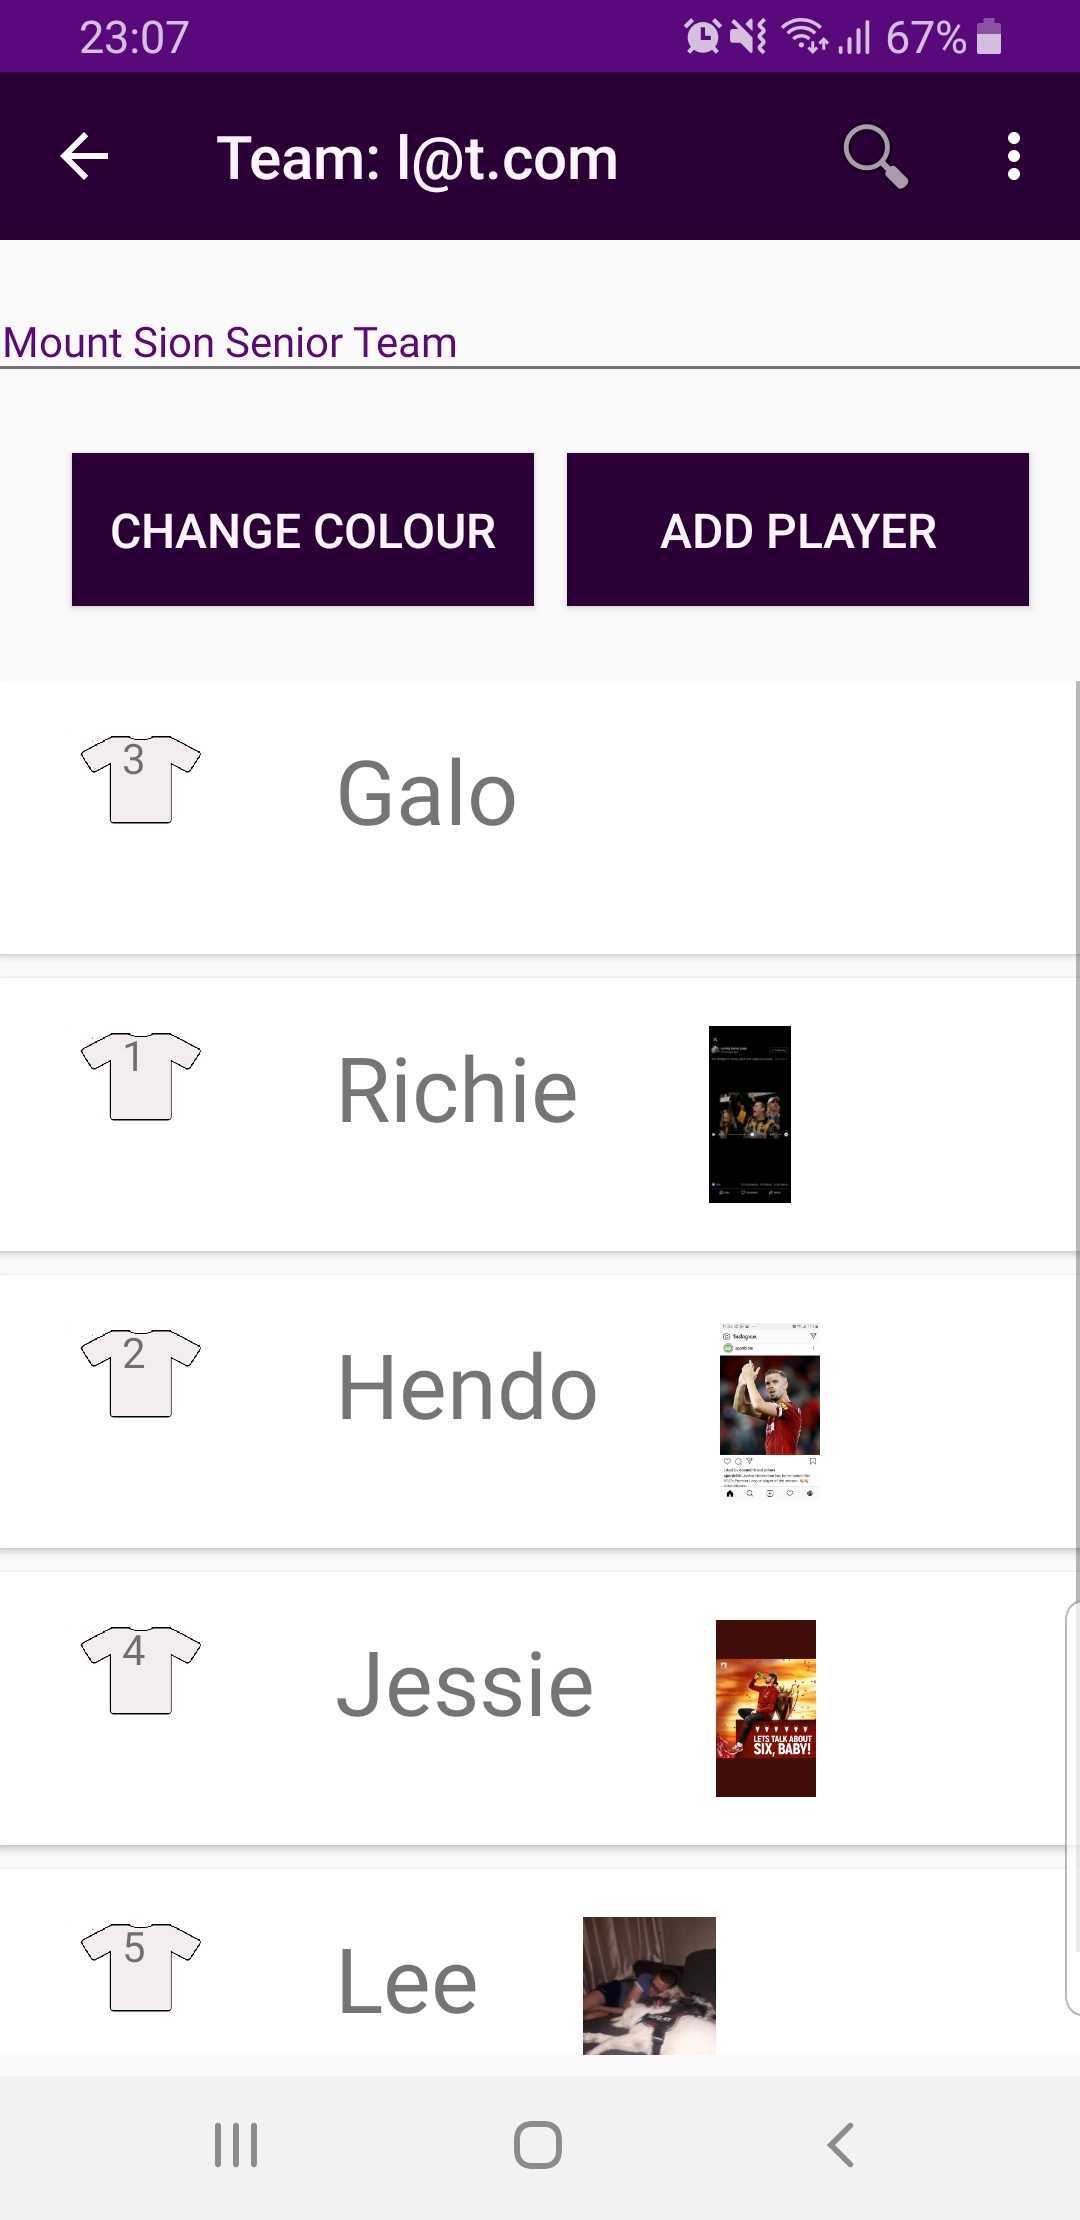 23:07 67%
Team: l@t.com
Mount Sion Senior Team
CHANGE COLOUR ADD PLAYER
3 Galo
1 Richie
2 Hendo
Instagram
4 Jessie
LETS TALK ABOUT
SIX, BABY!
5 Lee